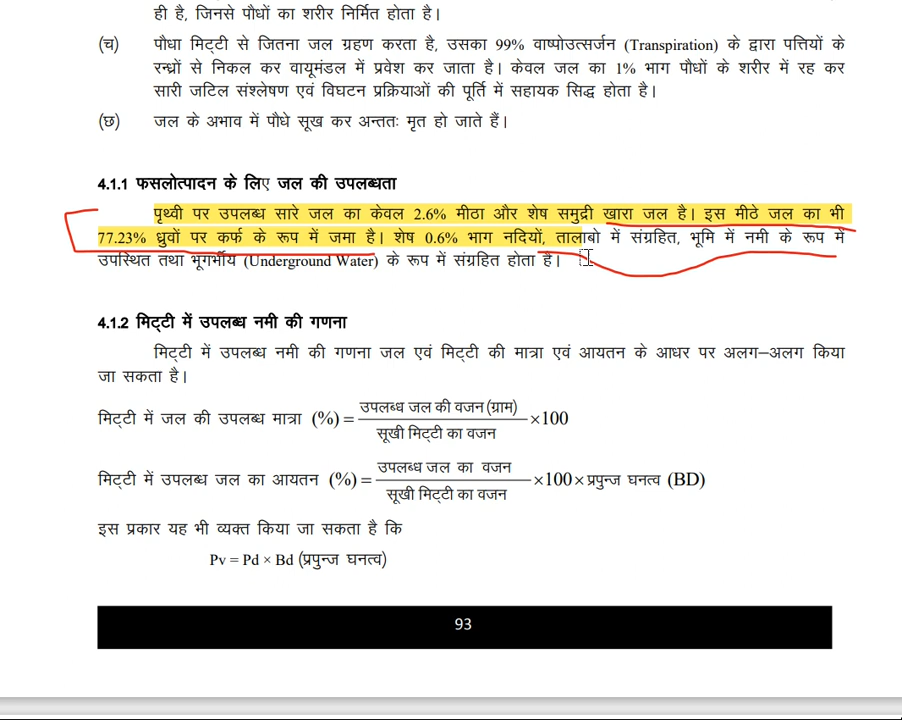 ही है, जिनसे पौधों का शरीर निर्मित होता है।
(च) पौधा मिट्टी से जितना जल ग्रहण करता है, उसका 99% वाष्पोउत्सर्जन (Transpiration) के द्वारा पत्तियों के
रन्ध्रों से निकल कर वायूमंडल में प्रवेश कर जाता है। केवल जल का 1% भाग पौधों के शरीर में रह कर
सारी जटिल संश्लेषण एवं विघटन प्रक्रियाओं की पूर्ति में सहायक सिद्ध होता है।
(छ) जल के अभाव में पौधे सूख कर अन्ततः मृत हो जाते हैं।
4.1.1 फसलोत्पादन के लिए जल की उपलब्धता
पृथ्वी पर उपलब्ध सारे जल का केवल 2.6% मीठा और शेष समुद्री खारा जल है। इस मीठे जल का भी
77.23% ध्रुवों पर कर्फ के रूप में जमा है। शेष 0.6% भाग नदियों, तालाबो में संग्रहित, भूमि में नमी के रूप में
उपस्थित तथा भूगर्भीय (Underground Water) के रूप में संग्रहित होता है।
4.1.2 मिट्टी में उपलब्ध नमी की गणना
मिट्टी में उपलब्ध नमी की गणना जल एवं मिट्टी की मात्रा एवं आयतन के आधर पर अलग–अलग किया
जा सकता है।
मिट्टी में जल की उपलब्ध मात्रा (%) = उपलब्ध जल की वजन (ग्राम) / सूखी मिट्टी का वजन ×100
मिट्टी में उपलब्ध जल का आयतन (%) = उपलब्ध जल का वजन / सूखी मिट्टी का वजन ×100× प्रपुन्ज घनत्व (BD)
इस प्रकार यह भी व्यक्त किया जा सकता है कि
Pv = Pd × Bd (प्रपुन्ज घनत्व)
93